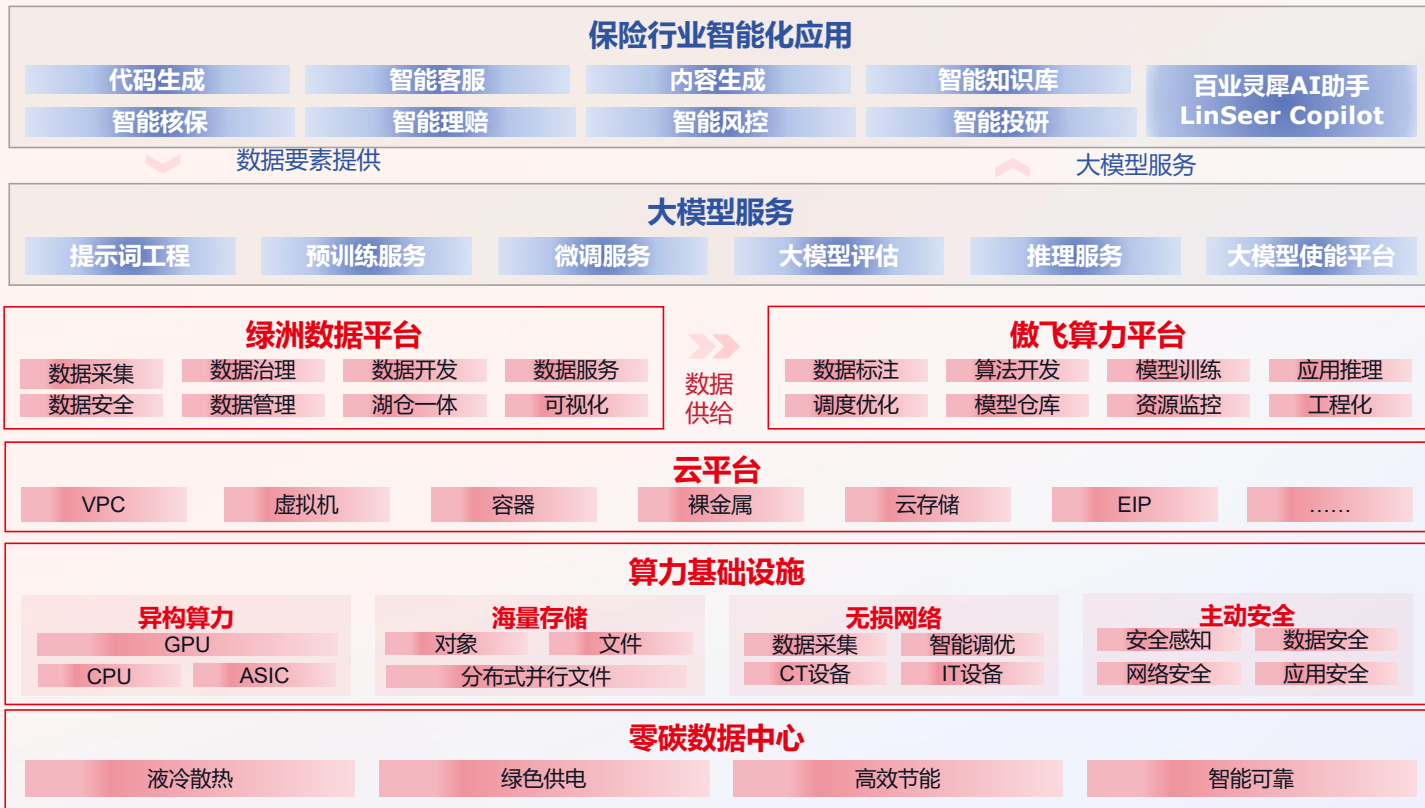 保险行业智能化应用
代码生成 智能客服 内容生成 智能知识库
智能核保 智能理赔 智能风控 智能投研
百业灵犀AI助手
LinSeer Copilot
数据要素提供
大模型服务
大模型服务
提示词工程 预训练服务 微调服务 大模型评估 推理服务 大模型使能平台
绿洲数据平台
数据采集 数据治理 数据开发 数据服务
数据安全 数据管理 湖仓一体 可视化
数据
供给
傲飞算力平台
数据标注 算法开发 模型训练 应用推理
调度优化 模型仓库 资源监控 工程化
云平台
VPC 虚拟机 容器 裸金属 云存储 EIP ……
算力基础设施
异构算力
GPU
CPU ASIC
海量存储
对象 文件
分布式并行文件
无损网络
数据采集 智能调优
CT设备 IT设备
主动安全
安全感知 数据安全
网络安全 应用安全
零碳数据中心
液冷散热 绿色供电 高效节能 智能可靠